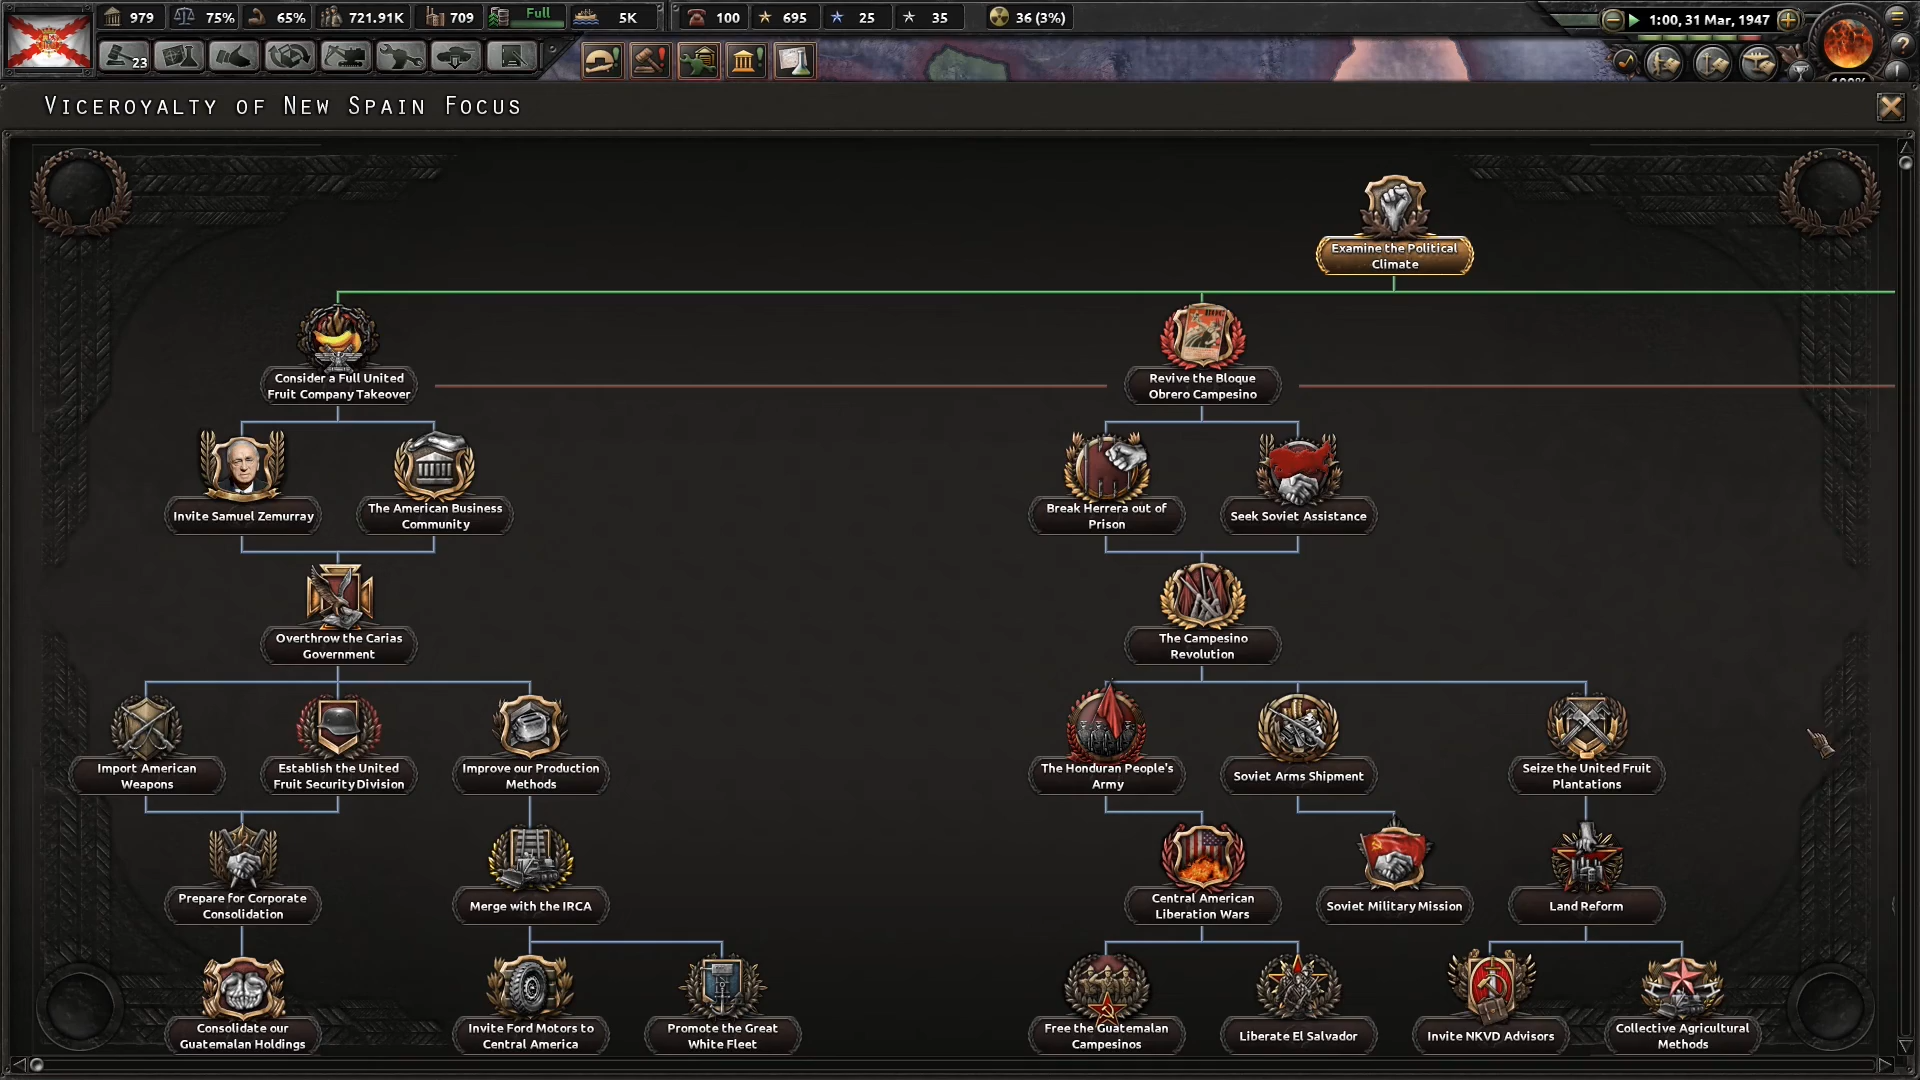 979
75%
65%
721.91K
709
Full
5K
100
695
25
35
36 (3%)
1:00, 31 Mar, 1947
23
Viceroyalty of New Spain Focus
Examine the Political
Climate
Consider a Full United
Fruit Company Takeover
Revive the Bloque
Obrero Campesino
Invite Samuel Zemurray
The American Business
Community
Break Herrera out of
Prison
Seek Soviet Assistance
Overthrow the Carias
Government
The Campesino
Revolution
Import American
Weapons
Establish the United
Fruit Security Division
Improve our Production
Methods
The Honduran People's
Army
Soviet Arms Shipment
Seize the United Fruit
Plantations
Prepare for Corporate
Consolidation
Merge with the IRCA
Central American
Liberation Wars
Soviet Military Mission
Land Reform
Consolidate our
Guatemalan Holdings
Invite Ford Motors to
Central America
Promote the Great
White Fleet
Free the Guatemalan
Campesinos
Liberate El Salvador
Invite NKVD Advisors
Collective Agricultural
Methods